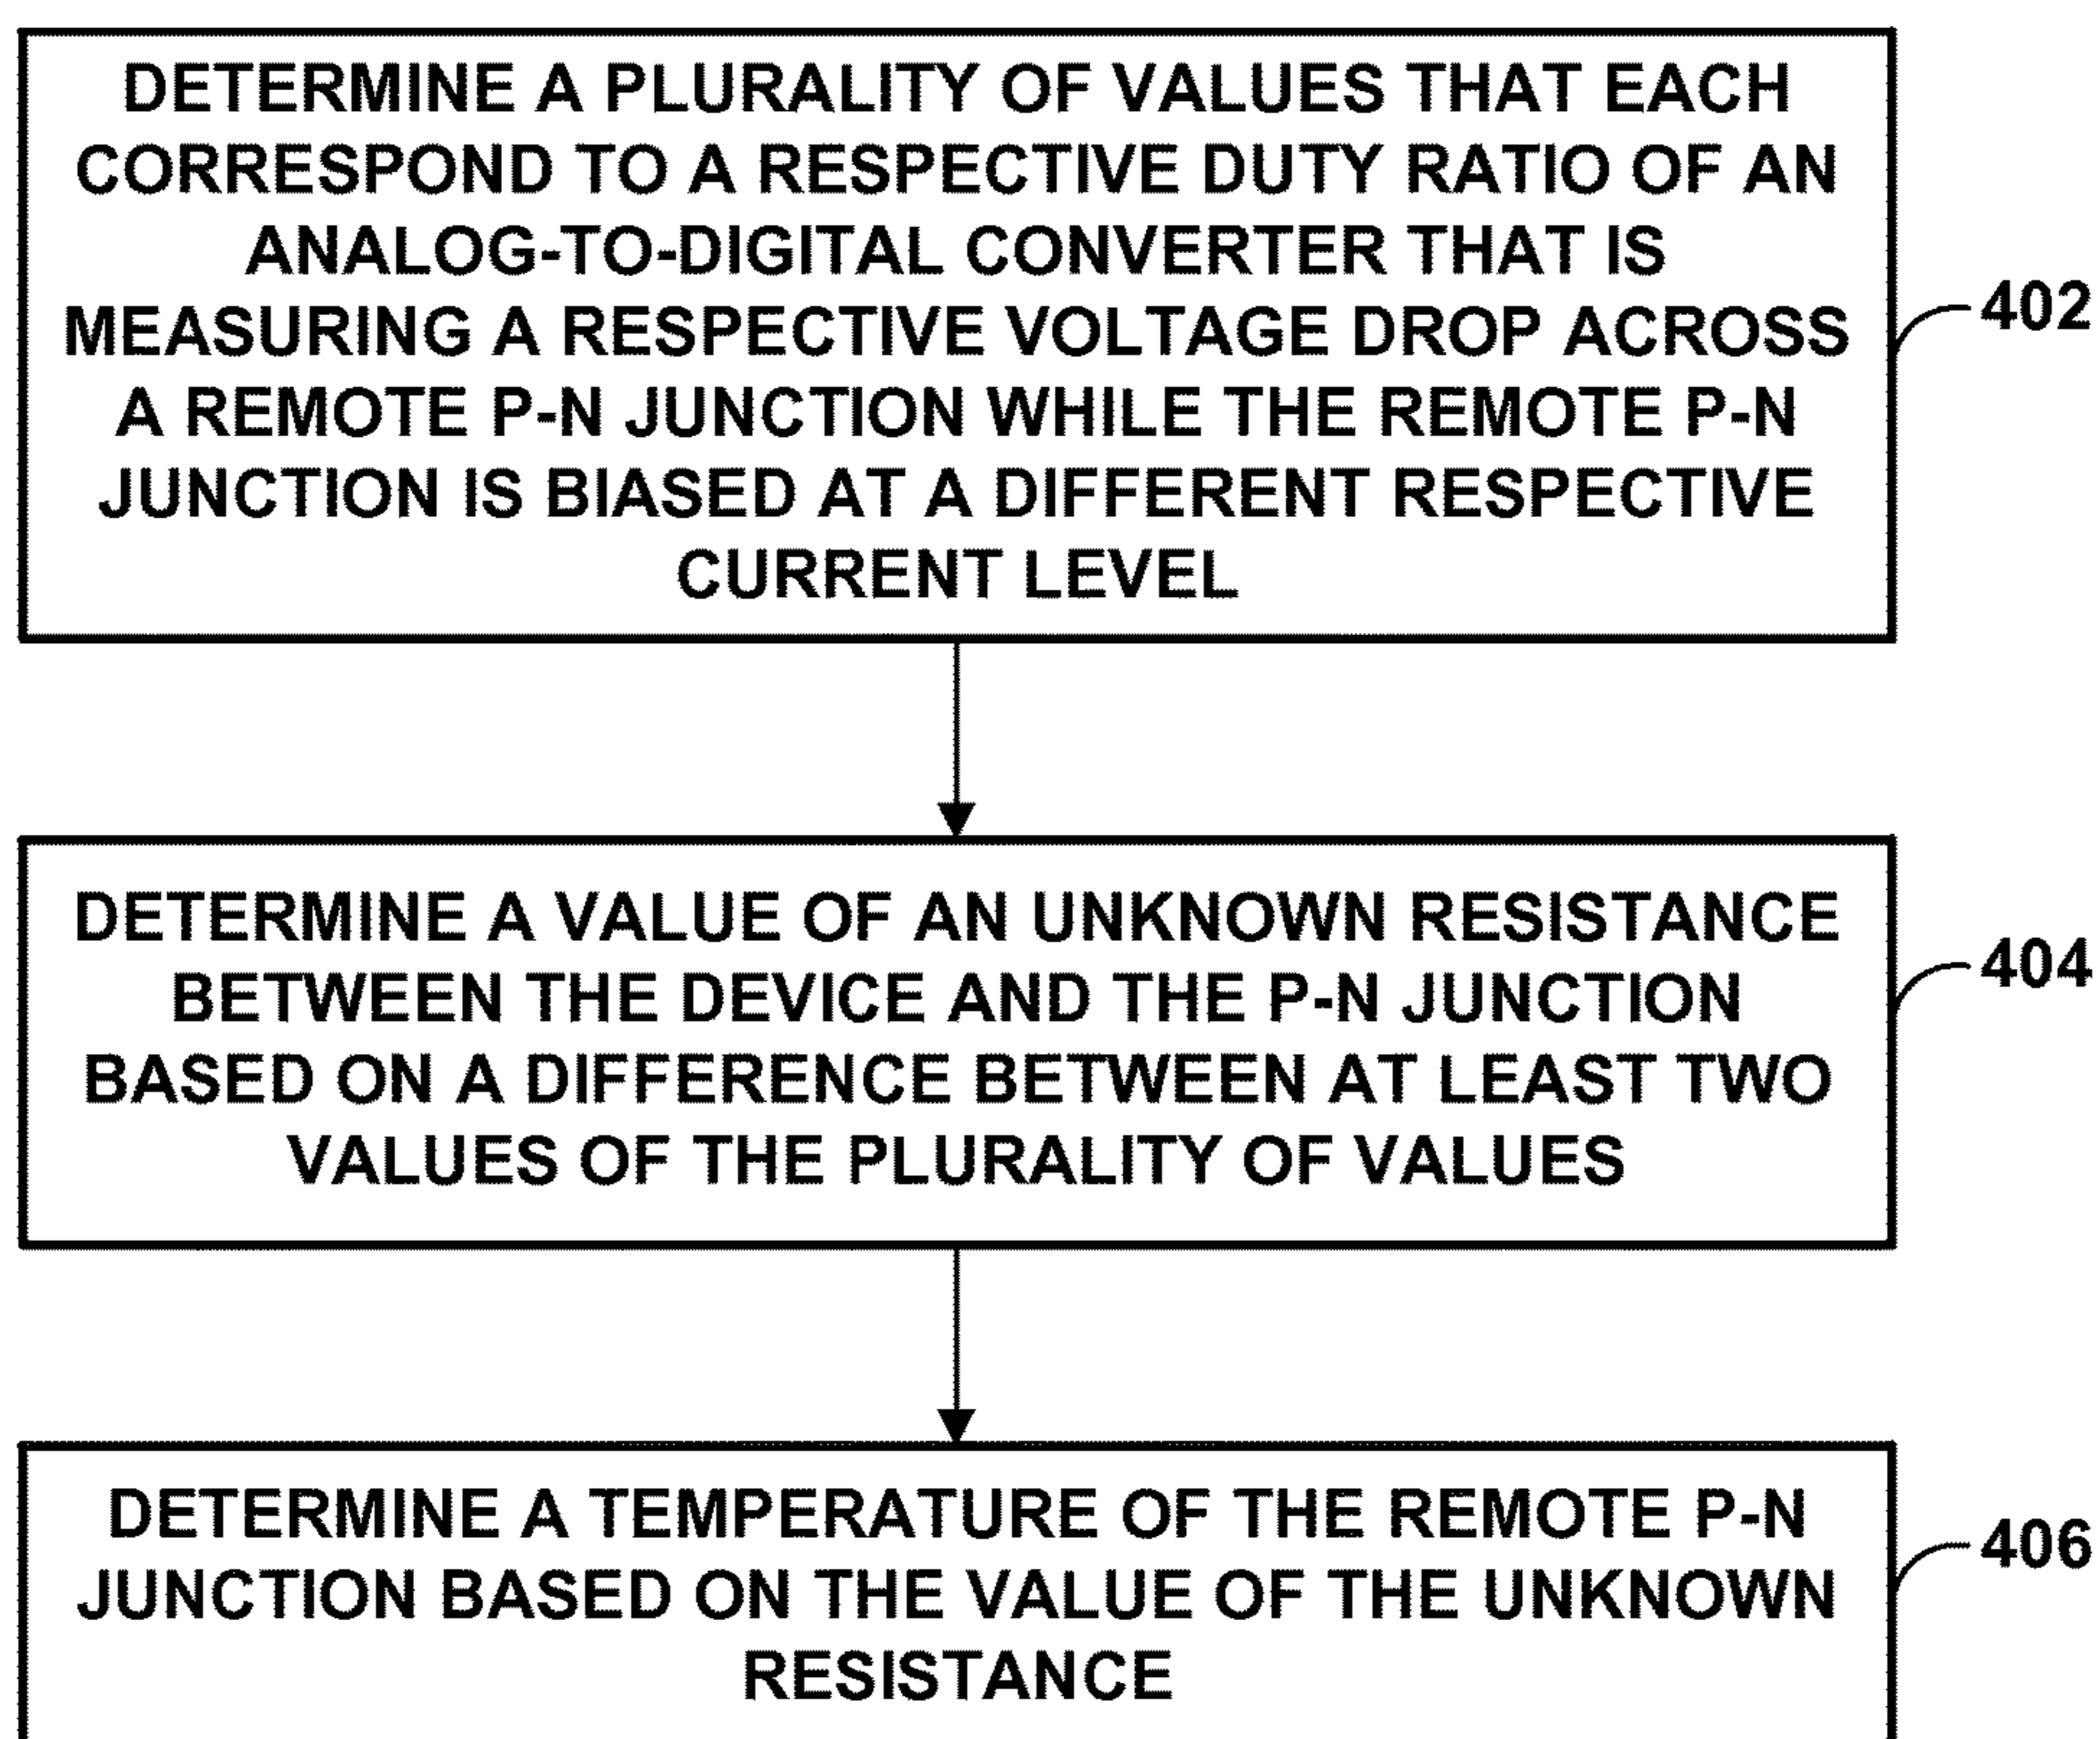 DETERMINE A PLURALITY OF VALUES THAT EACH
CORRESPOND TO A RESPECTIVE DUTY RATIO OF AN
ANALOG-TO-DIGITAL CONVERTER THAT IS
MEASURING A RESPECTIVE VOLTAGE DROP ACROSS
A REMOTE P-N JUNCTION WHILE THE REMOTE P-N
JUNCTION IS BIASED AT A DIFFERENT RESPECTIVE
CURRENT LEVEL
402
DETERMINE A VALUE OF AN UNKNOWN RESISTANCE
BETWEEN THE DEVICE AND THE P-N JUNCTION
BASED ON A DIFFERENCE BETWEEN AT LEAST TWO
VALUES OF THE PLURALITY OF VALUES
404
DETERMINE A TEMPERATURE OF THE REMOTE P-N
JUNCTION BASED ON THE VALUE OF THE UNKNOWN
RESISTANCE
406